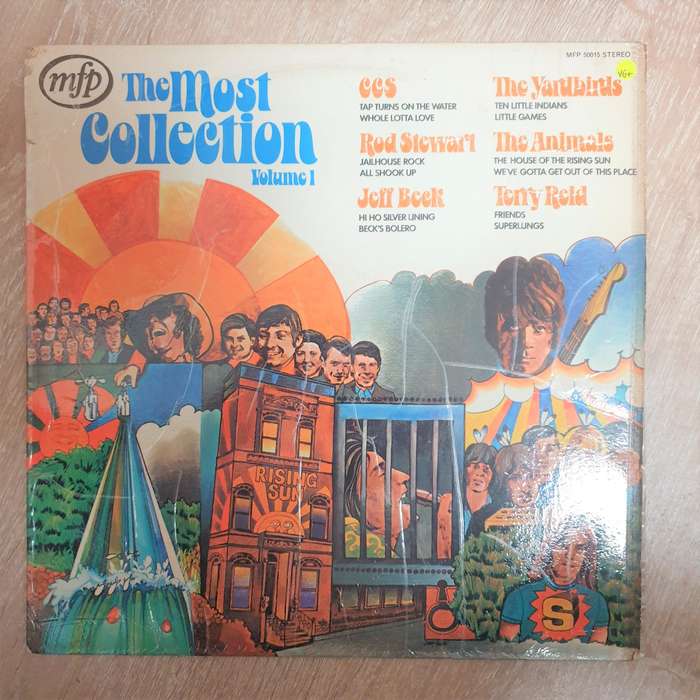 mfp
The Most
Collection
Volume 1
MFP 50015 STEREO
VG+
CCS
TAP TURNS ON THE WATER
WHOLE LOTTA LOVE
Rod Stewart
JAILHOUSE ROCK
ALL SHOOK UP
Jeff Beck
HI HO SILVER LINING
BECK'S BOLERO
The Yardbirds
TEN LITTLE INDIANS
LITTLE GAMES
The Animals
THE HOUSE OF THE RISING SUN
WE'VE GOTTA GET OUT OF THIS PLACE
Terry Reid
FRIENDS
SUPERLUNGS
RISING
SUN
S